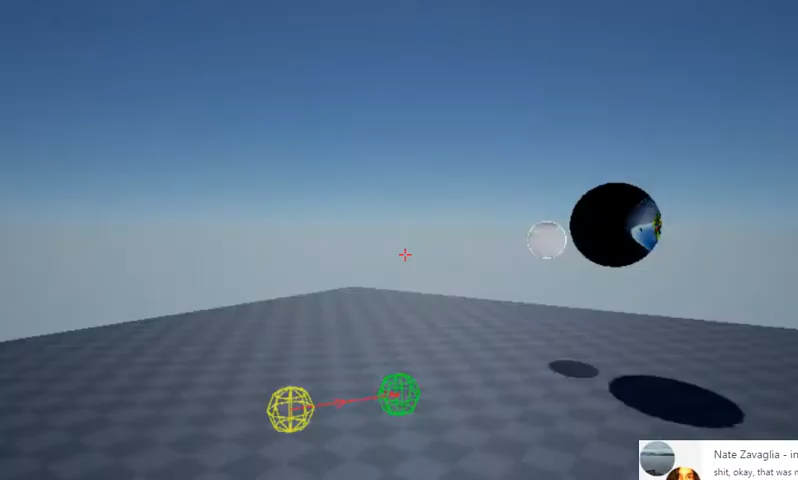 Nate Zavaglia - in
shit, okay, that was n